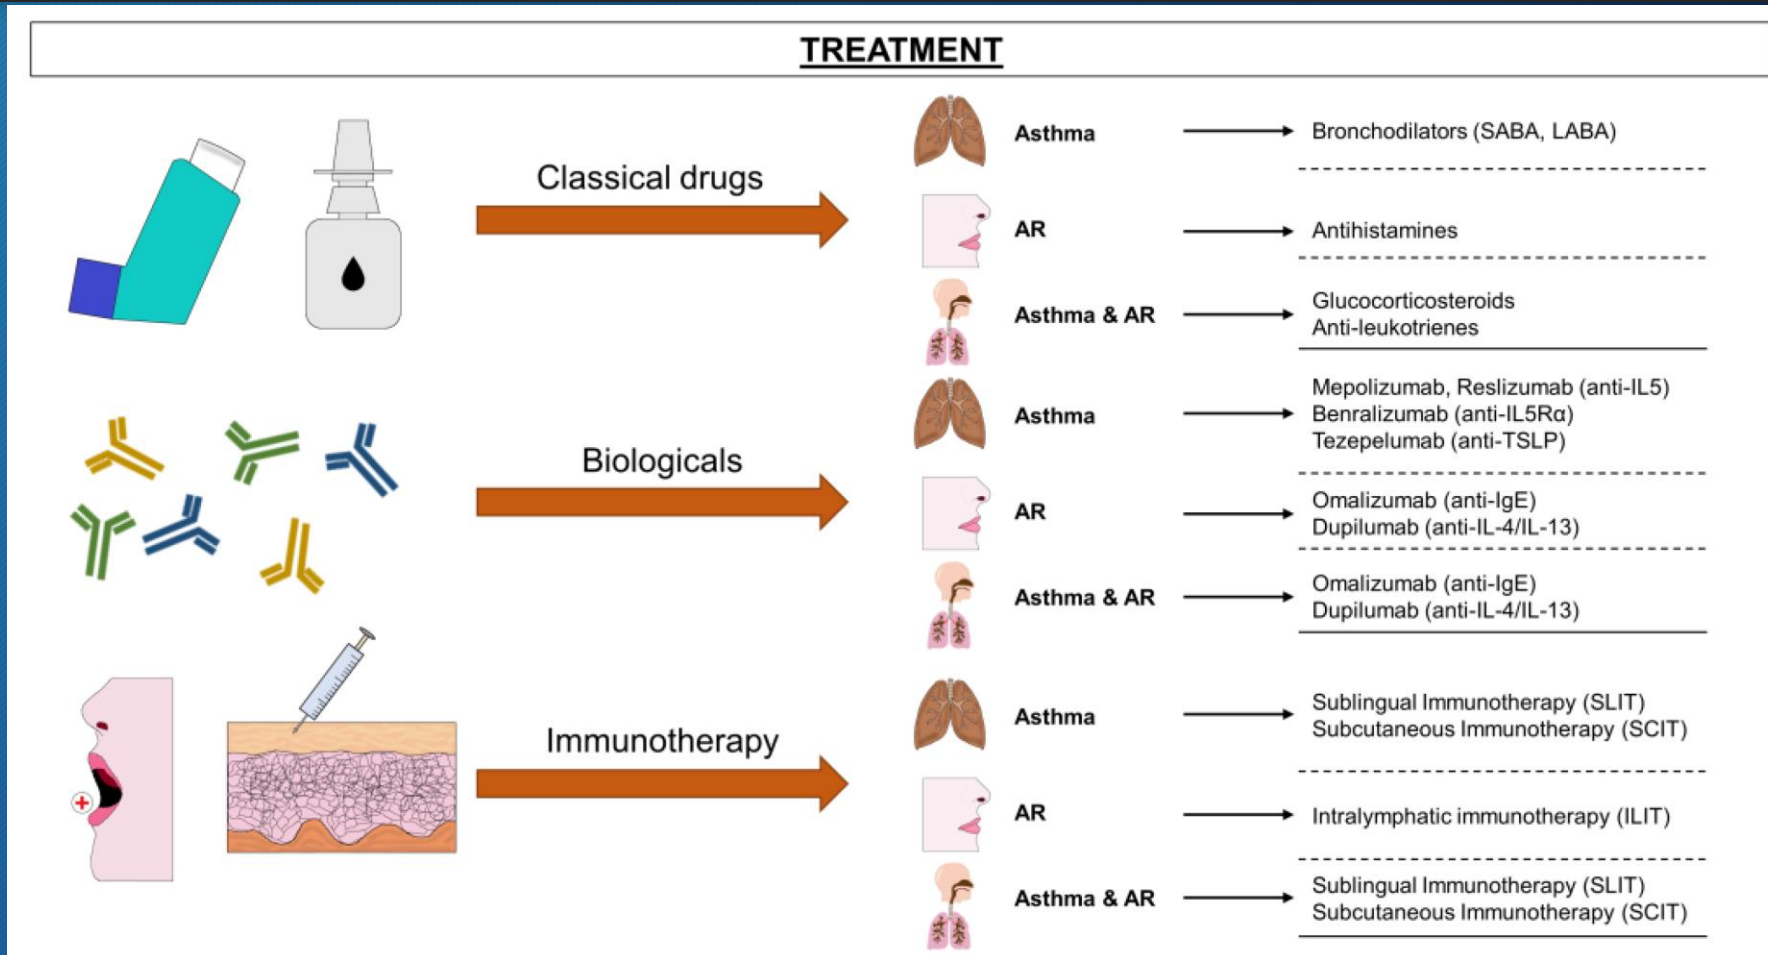 TREATMENT
Classical drugs
Asthma
Bronchodilators (SABA, LABA)
AR
Antihistamines
Asthma & AR
Glucocorticosteroids
Anti-leukotrienes
Biologicals
Asthma
Mepolizumab, Reslizumab (anti-IL5)
Benralizumab (anti-IL5Rα)
Tezepelumab (anti-TSLP)
AR
Omalizumab (anti-IgE)
Dupilumab (anti-IL-4/IL-13)
Asthma & AR
Omalizumab (anti-IgE)
Dupilumab (anti-IL-4/IL-13)
Immunotherapy
Asthma
Sublingual Immunotherapy (SLIT)
Subcutaneous Immunotherapy (SCIT)
AR
Intralymphatic immunotherapy (ILIT)
Asthma & AR
Sublingual Immunotherapy (SLIT)
Subcutaneous Immunotherapy (SCIT)